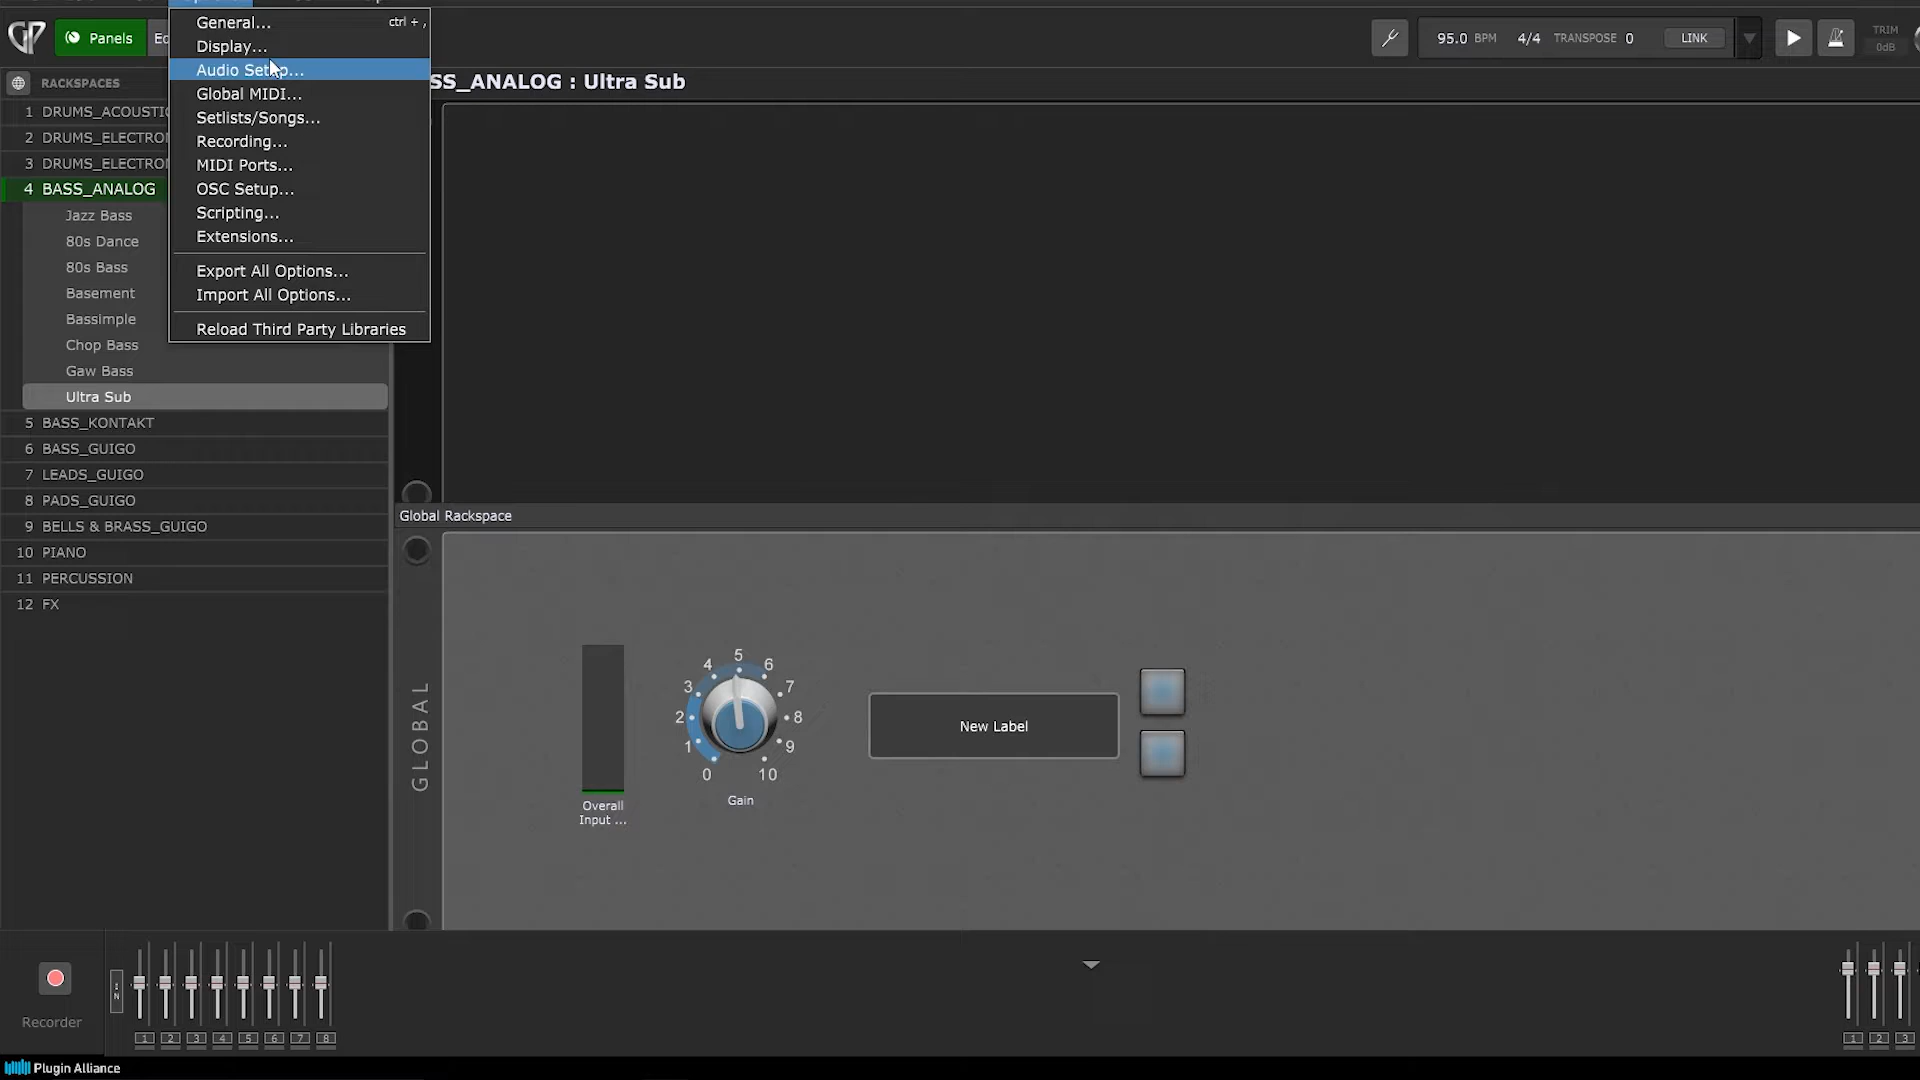 General... ctrl + ,
Display...
Audio Setup...
Global MIDI...
Setlists/Songs...
Recording...
MIDI Ports...
OSC Setup...
Scripting...
Extensions...
Export All Options...
Import All Options...
Reload Third Party Libraries
GP
Panels
Ed
95.0 BPM 4/4 TRANSPOSE 0 LINK
TRIM
0dB
RACKSPACES
SS_ANALOG : Ultra Sub
1 DRUMS_ACOUSTIC
2 DRUMS_ELECTRON
3 DRUMS_ELECTRON
4 BASS_ANALOG
Jazz Bass
80s Dance
80s Bass
Basement
Bassimple
Chop Bass
Gaw Bass
Ultra Sub
5 BASS_KONTAKT
6 BASS_GUIGO
7 LEADS_GUIGO
8 PADS_GUIGO
9 BELLS & BRASS_GUIGO
10 PIANO
11 PERCUSSION
12 FX
Global Rackspace
GLOBAL
0 1 2 3 4 5 6 7 8 9 10
Overall
Input ...
Gain
New Label
Recorder
IN
1 2 3 4 5 6 7 8
1 2 3
Plugin Alliance